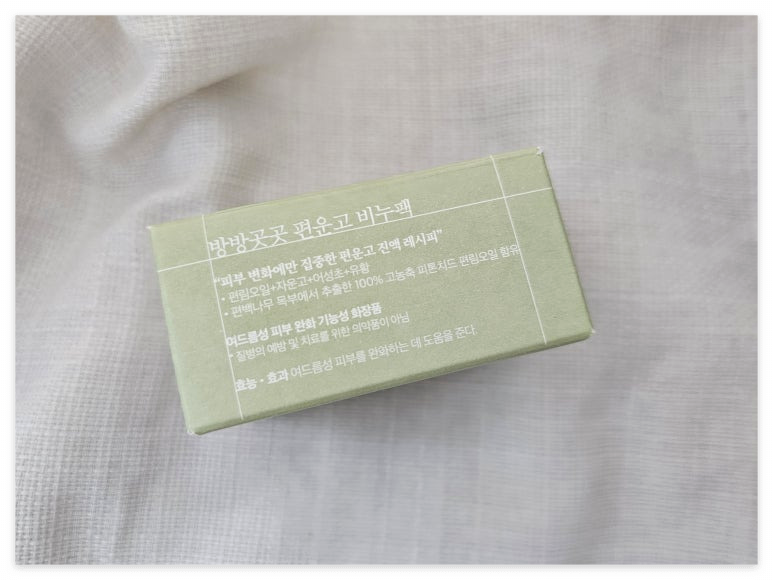 방방곳곳 편운고 비누팩
“피부 변화에만 집중한 편운고 진액 레시피”
• 편림오일+자운고+어성초+유황
• 편백나무 목부에서 추출한 100% 고농축 피톤치드 편림오일 함유
여드름성 피부 완화 기능성 화장품
• 질병의 예방 및 치료를 위한 의약품이 아님
효능・효과 여드름성 피부를 완화하는 데 도움을 준다.